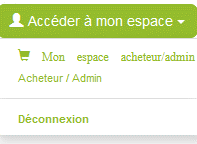 Accéder à mon espace
Mon espace acheteur/admin
Acheteur / Admin
Déconnexion